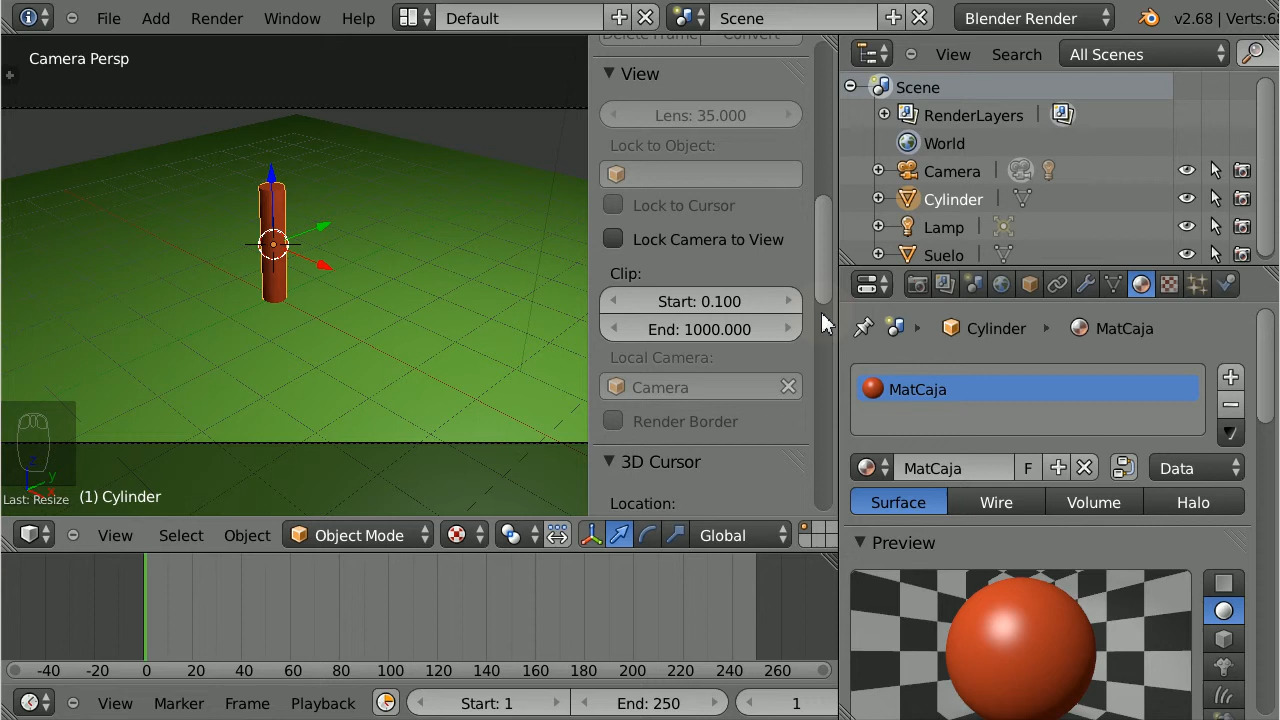 File Add Render Window Help Default Scene Blender Render v2.68 | Verts:6
Camera Persp
Delete Frame Convert
View
Lens: 35.000
Lock to Object:
Lock to Cursor
Lock Camera to View
Clip:
Start: 0.100
End: 1000.000
Local Camera:
Camera
Render Border
3D Cursor
Location:
z
y
x
Last: Resize
(1) Cylinder
View Select Object Object Mode Global
-40 -20 0 20 40 60 80 100 120 140 160 180 200 220 240 260
View Marker Frame Playback Start: 1 End: 250 1
View Search All Scenes
Scene
RenderLayers
World
Camera
Cylinder
Lamp
Suelo
Cylinder MatCaja
MatCaja
MatCaja F Data
Surface Wire Volume Halo
Preview